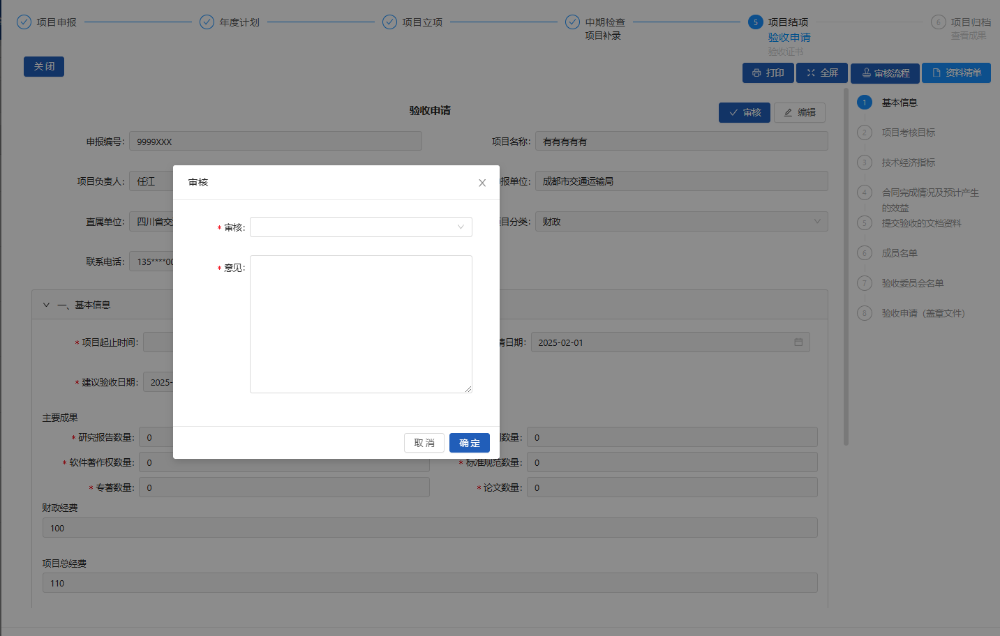 项目申报
年度计划
项目立项
中期检查
项目补录
5 项目结项
验收申请
验收证书
6 项目归档
查看成果
关 闭
打印
全屏
审核流程
资料清单
验收申请
审核
编辑
申报编号: 9999XXX
项目名称: 有有有有有
项目负责人: 任江
报单位: 成都市交通运输局
直属单位: 四川省交
目分类: 财政
联系电话: 135****00
一、基本信息
* 项目起止时间:
请日期: 2025-02-01
* 建议验收日期: 2025-
主要成果
* 研究报告数量: 0
数量: 0
* 软件著作权数量: 0
* 标准规范数量: 0
* 专著数量: 0
* 论文数量: 0
财政经费
100
项目总经费
110
审核
* 审核:
* 意见:
取 消
确 定
1 基本信息
2 项目考核目标
3 技术经济指标
4 合同完成情况及预计产生
的效益
5 提交验收的文档资料
6 成员名单
7 验收委员会名单
8 验收申请（盖章文件）